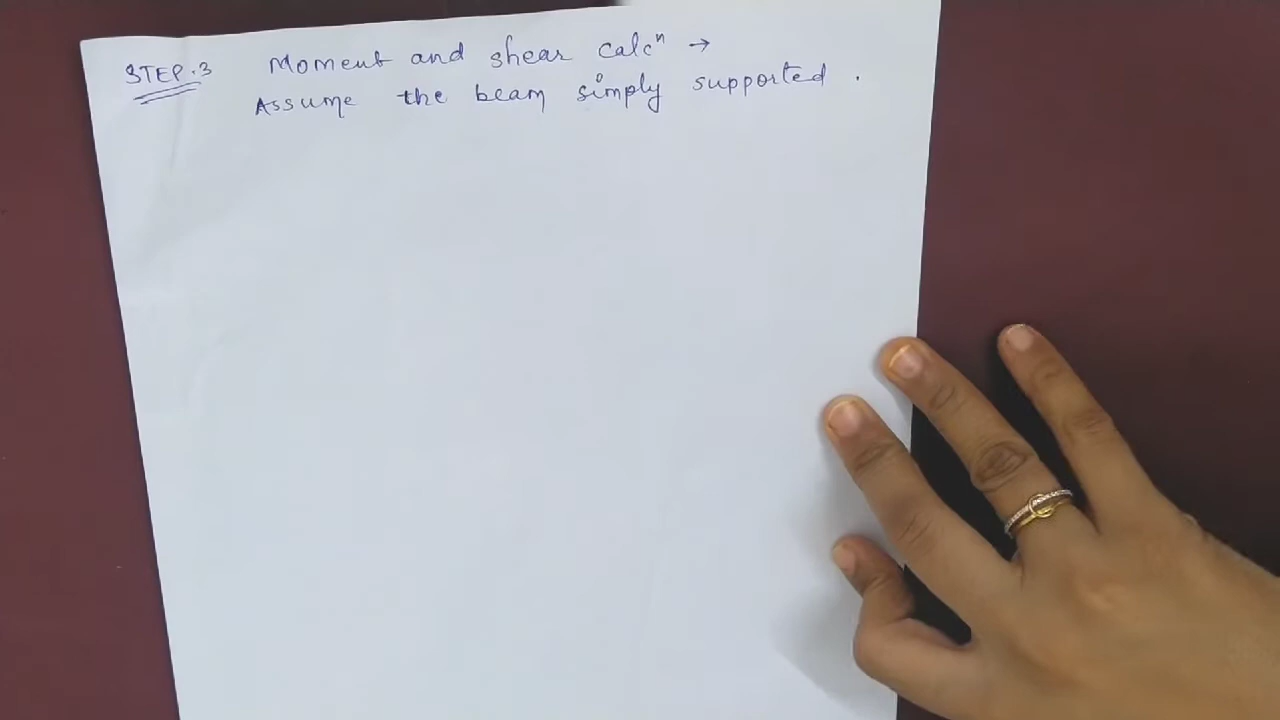 STEP.3 Moment and shear calcⁿ →
Assume the beam simply supported.